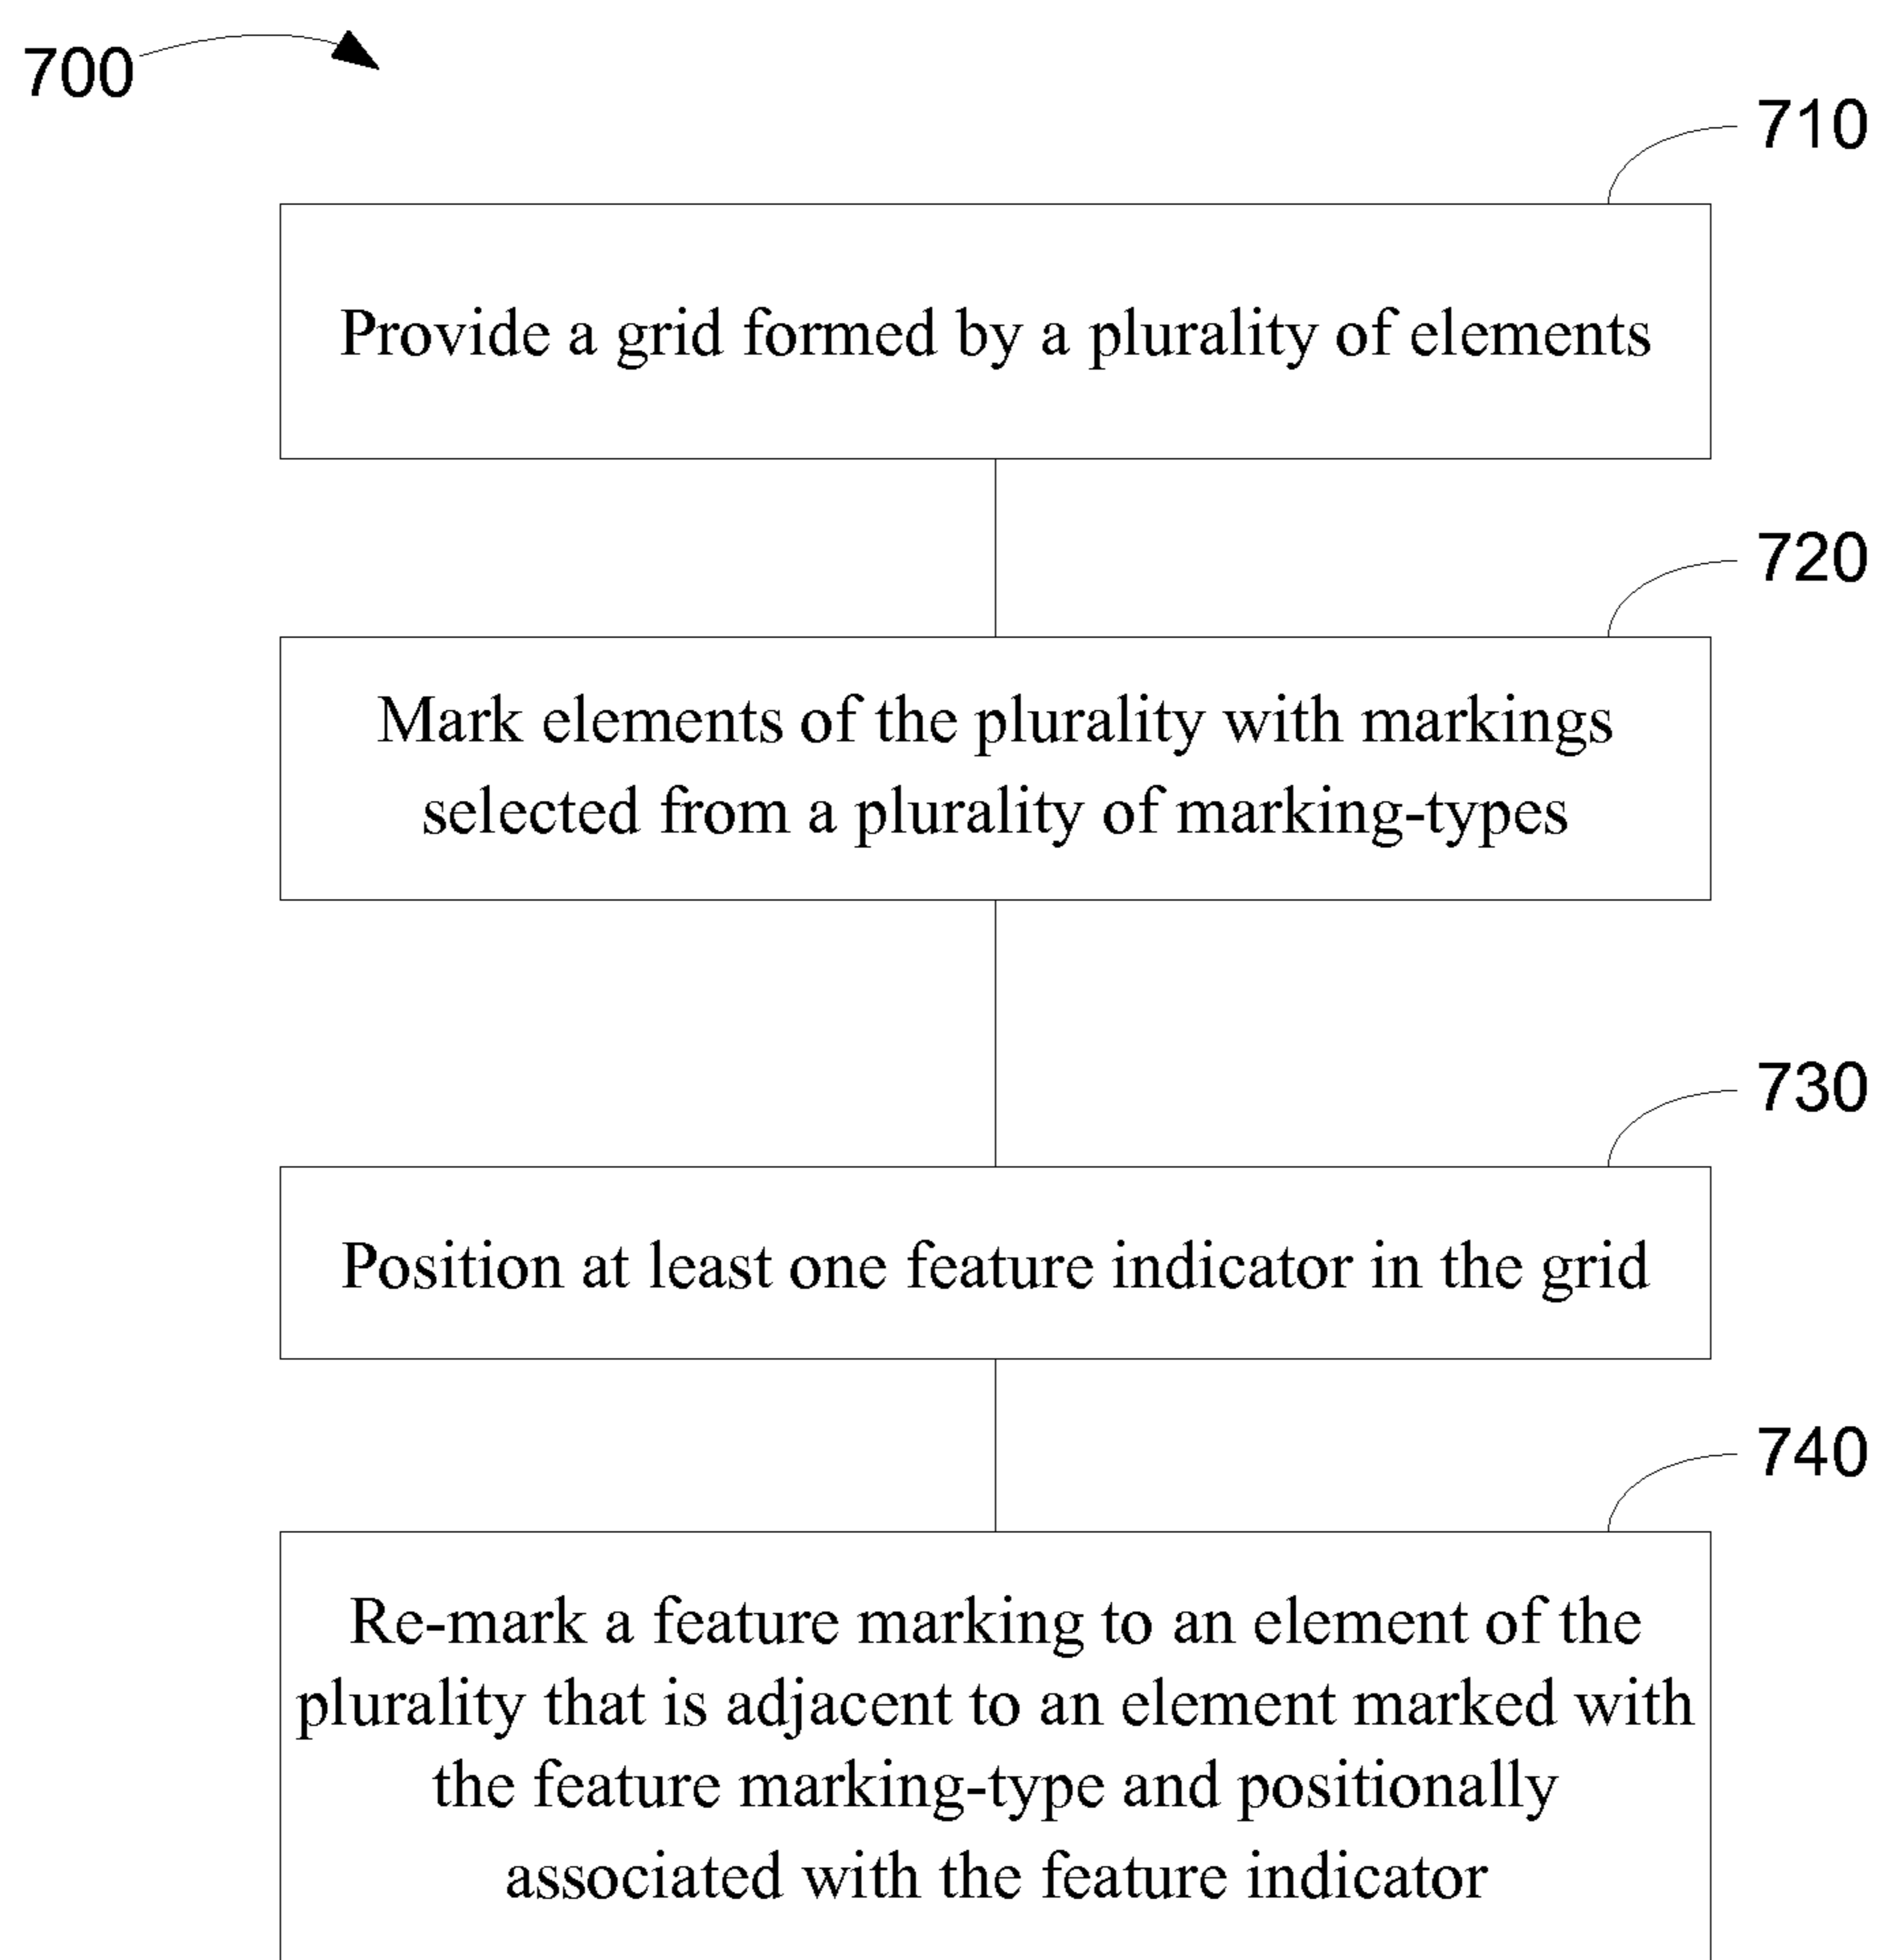 700
710
Provide a grid formed by a plurality of elements
720
Mark elements of the plurality with markings
selected from a plurality of marking-types
730
Position at least one feature indicator in the grid
740
Re-mark a feature marking to an element of the
plurality that is adjacent to an element marked with
the feature marking-type and positionally
associated with the feature indicator